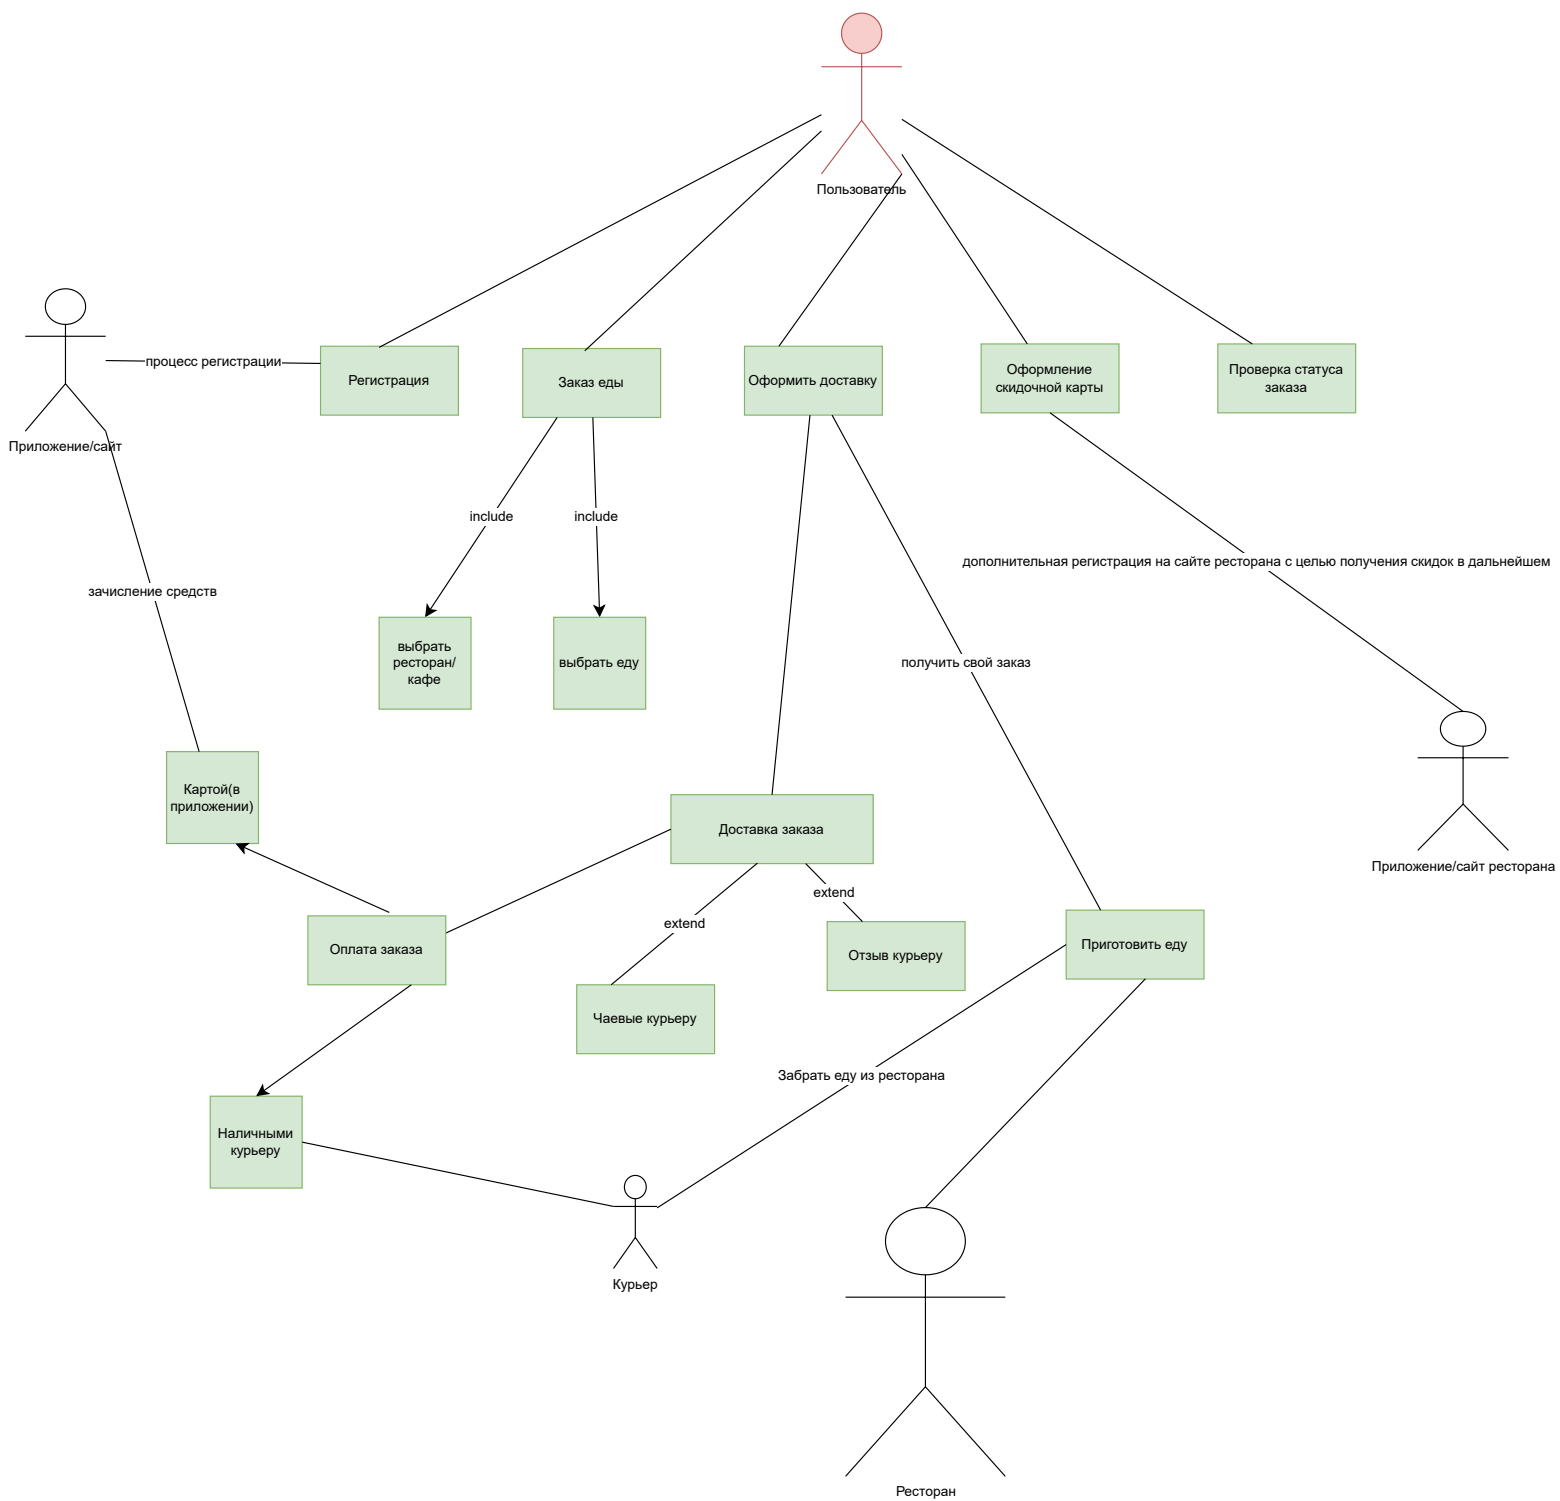 Пользователь
процесс регистрации
Регистрация
Заказ еды
Оформить доставку
Оформление
скидочной карты
Проверка статуса
заказа
Приложение/сайт
include
include
дополнительная регистрация на сайте ресторана с целью получения скидок в дальнейшем
зачисление средств
выбрать
ресторан/
кафе
выбрать еду
получить свой заказ
Картой(в
приложении)
Доставка заказа
Приложение/сайт ресторана
extend
extend
Оплата заказа
Отзыв курьеру
Приготовить еду
Чаевые курьеру
Забрать еду из ресторана
Наличными
курьеру
Курьер
Ресторан